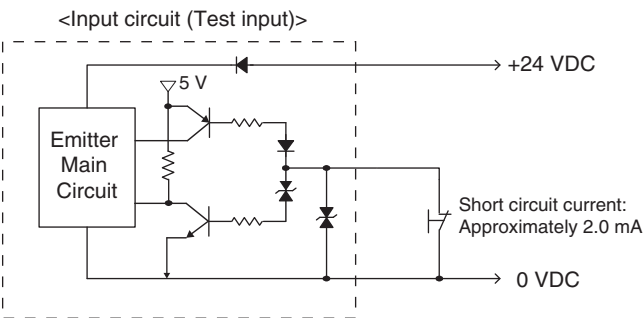 <Input circuit (Test input)>
+24 VDC
5 V
Emitter
Main
Circuit
Short circuit current:
Approximately 2.0 mA
0 VDC